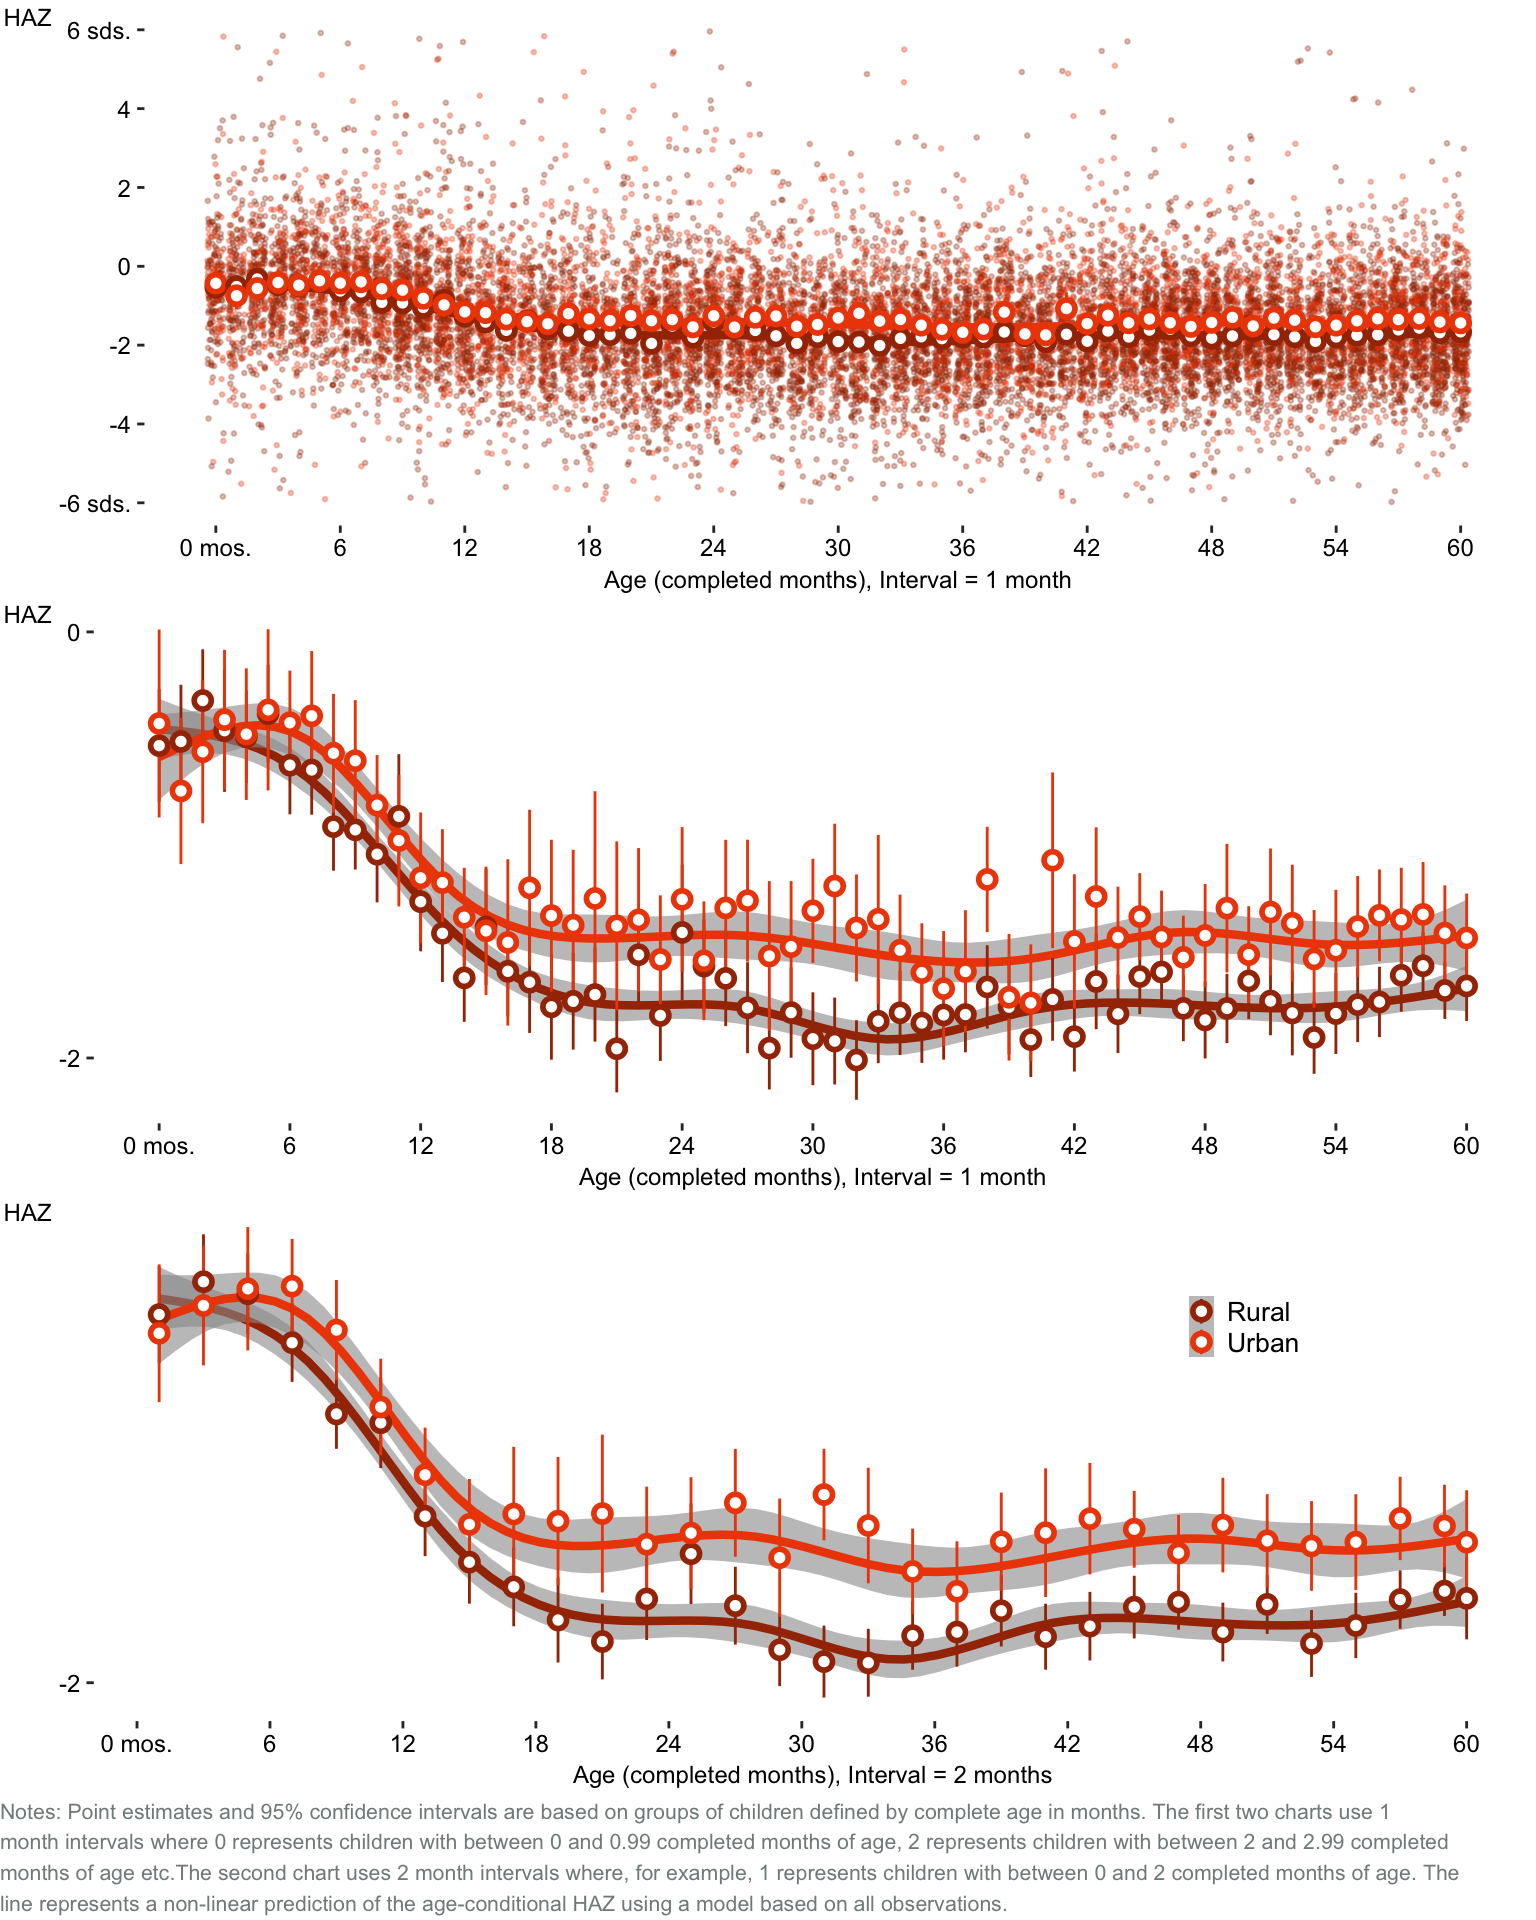 HAZ
6 sds.
4
2
0
-2
-4
-6 sds.
0 mos. 6 12 18 24 30 36 42 48 54 60
Age (completed months), Interval = 1 month
HAZ
0
-2
0 mos. 6 12 18 24 30 36 42 48 54 60
Age (completed months), Interval = 1 month
HAZ
Rural
Urban
-2
0 mos. 6 12 18 24 30 36 42 48 54 60
Age (completed months), Interval = 2 months
Notes: Point estimates and 95% confidence intervals are based on groups of children defined by complete age in months. The first two charts use 1
month intervals where 0 represents children with between 0 and 0.99 completed months of age, 2 represents children with between 2 and 2.99 completed
months of age etc.The second chart uses 2 month intervals where, for example, 1 represents children with between 0 and 2 completed months of age. The
line represents a non-linear prediction of the age-conditional HAZ using a model based on all observations.